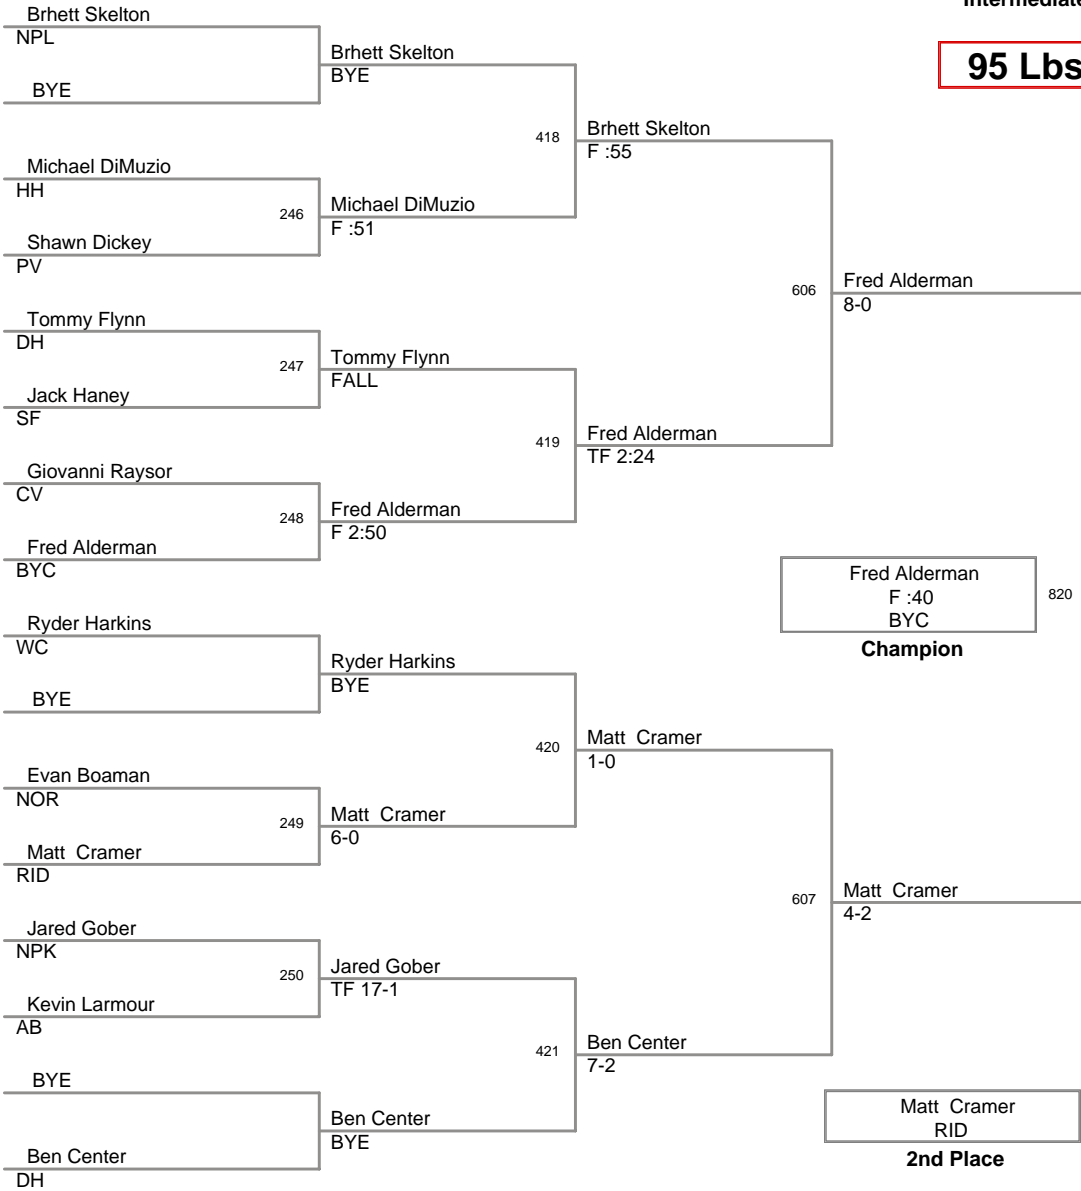 Intermediate
95 Lbs
Brhett Skelton
NPL
BYE
Michael DiMuzio
HH
246
Shawn Dickey
PV
Tommy Flynn
DH
247
Jack Haney
SF
Giovanni Raysor
CV
248
Fred Alderman
BYC
Ryder Harkins
WC
BYE
Evan Boaman
NOR
249
Matt Cramer
RID
Jared Gober
NPK
250
Kevin Larmour
AB
BYE
Ben Center
DH
Brhett Skelton
BYE
418
Michael DiMuzio
F :51
Tommy Flynn
FALL
419
Fred Alderman
F 2:50
Ryder Harkins
BYE
420
Matt Cramer
6-0
Jared Gober
TF 17-1
421
Ben Center
BYE
Brhett Skelton
F :55
606
Fred Alderman
TF 2:24
Matt Cramer
1-0
607
Ben Center
7-2
Fred Alderman
8-0
Fred Alderman
F :40
BYC
820
Champion
Matt Cramer
4-2
Matt Cramer
RID
2nd Place